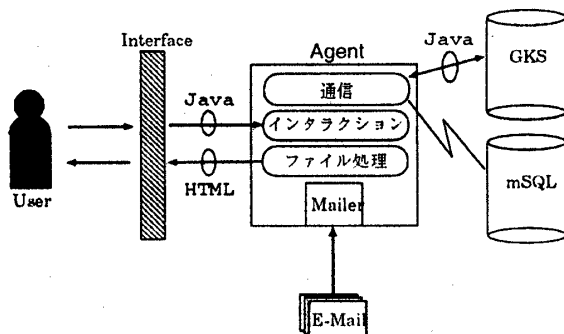 Interface
Agent
Java
GKS
通信
Java
インタラクション
ファイル処理
HTML
mSQL
User
Mailer
E-Mail